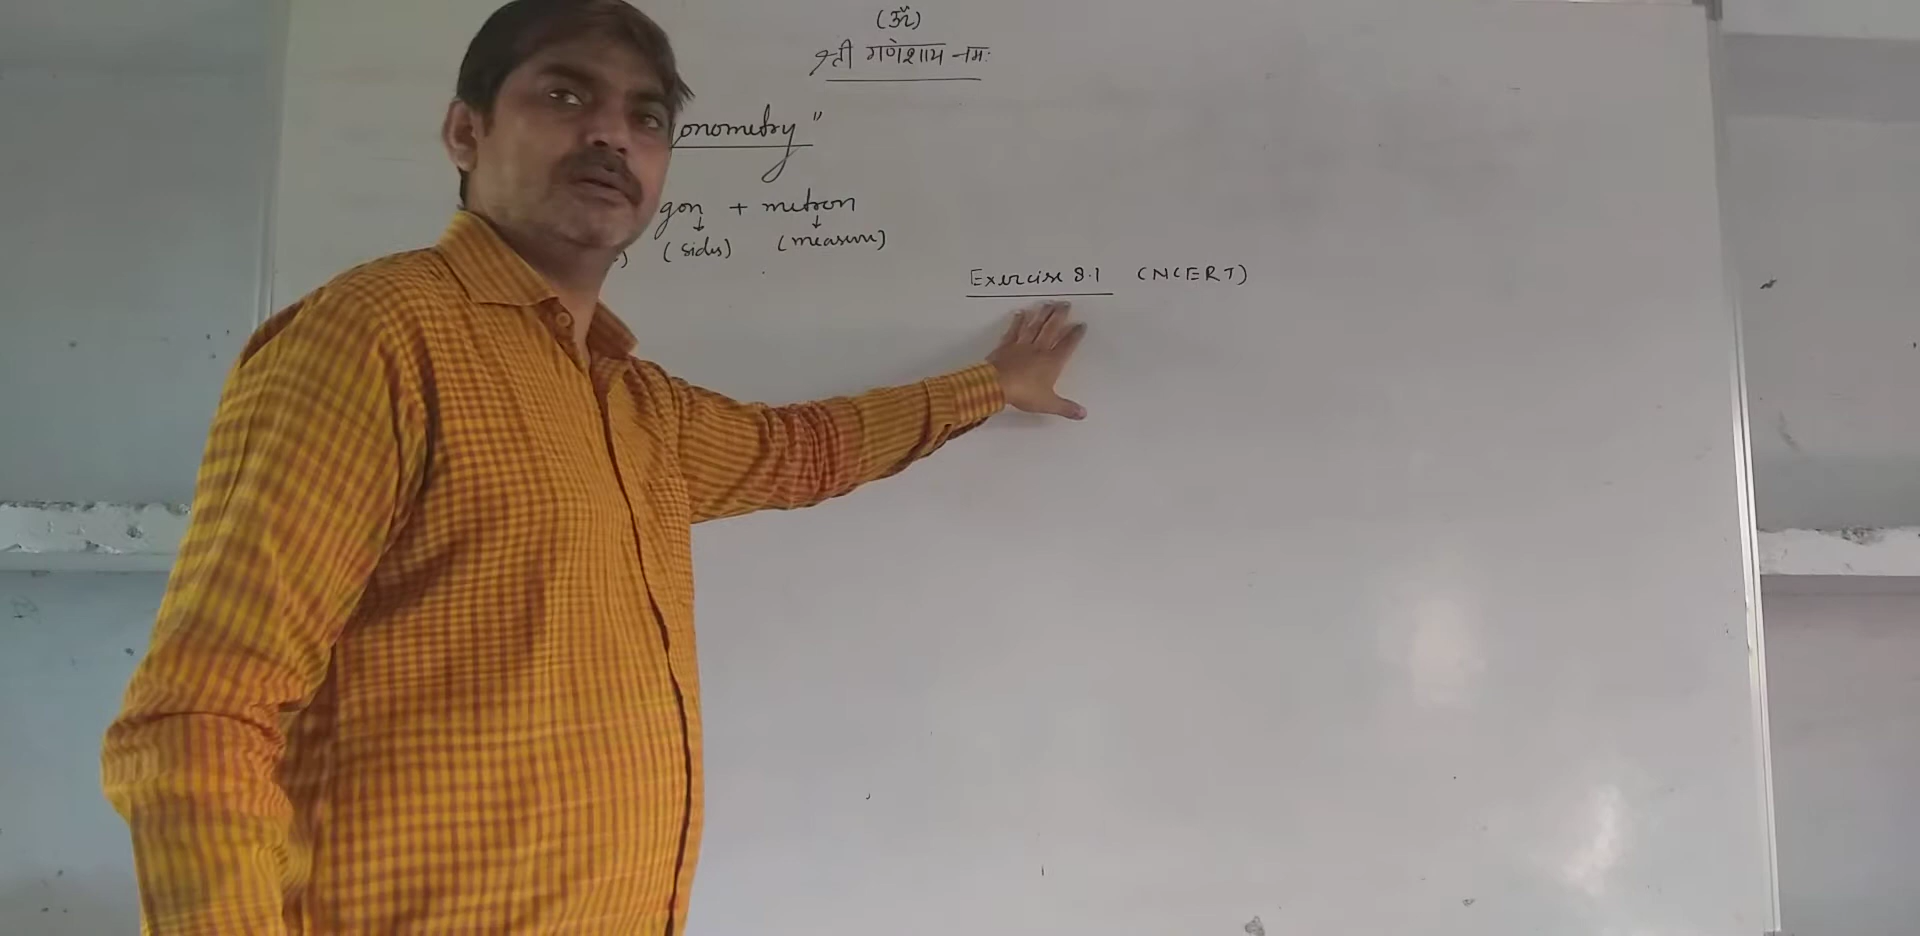 (ॐ)
श्री गणेशाय नमः
onometry"
gon + metron
(sides) (measure)
Exercise 8.1 (NCERT)